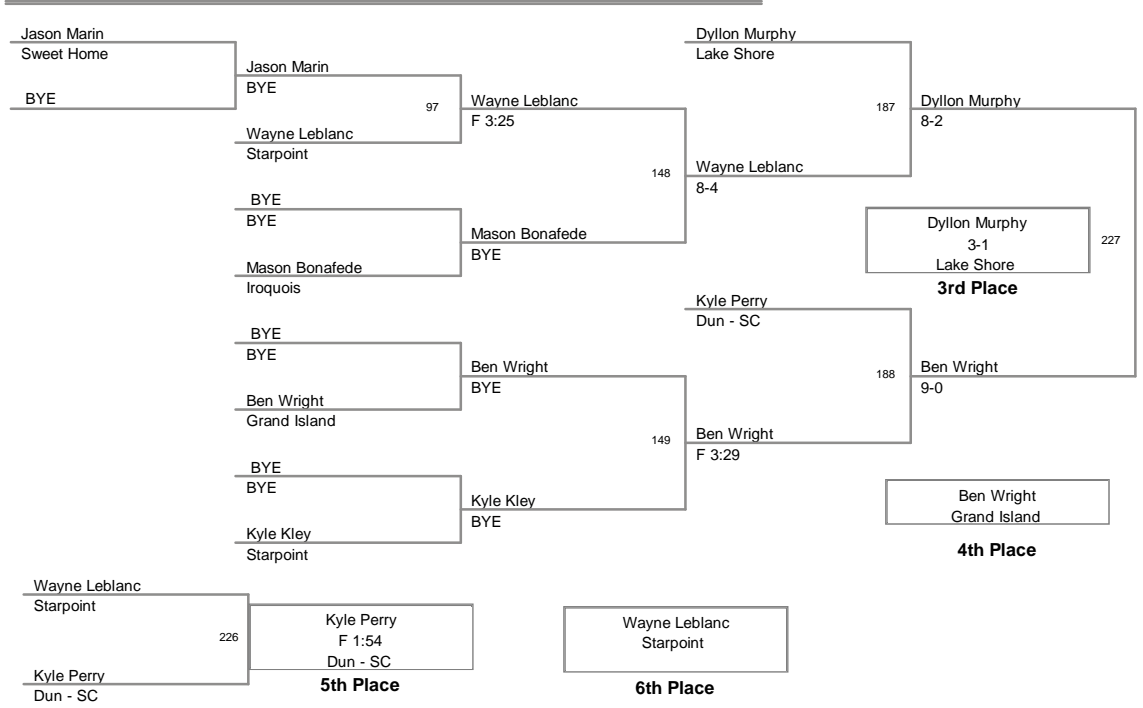 Jason Marin
Sweet Home
BYE
Jason Marin
BYE
97
Wayne Leblanc
Starpoint
Wayne Leblanc
F 3:25
BYE
BYE
Mason Bonafede
Iroquois
Mason Bonafede
BYE
148
Wayne Leblanc
8-4
Dyllon Murphy
Lake Shore
187
Dyllon Murphy
8-2
BYE
BYE
Ben Wright
Grand Island
Ben Wright
BYE
BYE
BYE
Kyle Kley
Starpoint
Kyle Kley
BYE
149
Ben Wright
F 3:29
Kyle Perry
Dun - SC
188
Ben Wright
9-0
227
Dyllon Murphy
3-1
Lake Shore
3rd Place
Ben Wright
Grand Island
4th Place
Wayne Leblanc
Starpoint
226
Kyle Perry
Dun - SC
Kyle Perry
F 1:54
Dun - SC
5th Place
Wayne Leblanc
Starpoint
6th Place